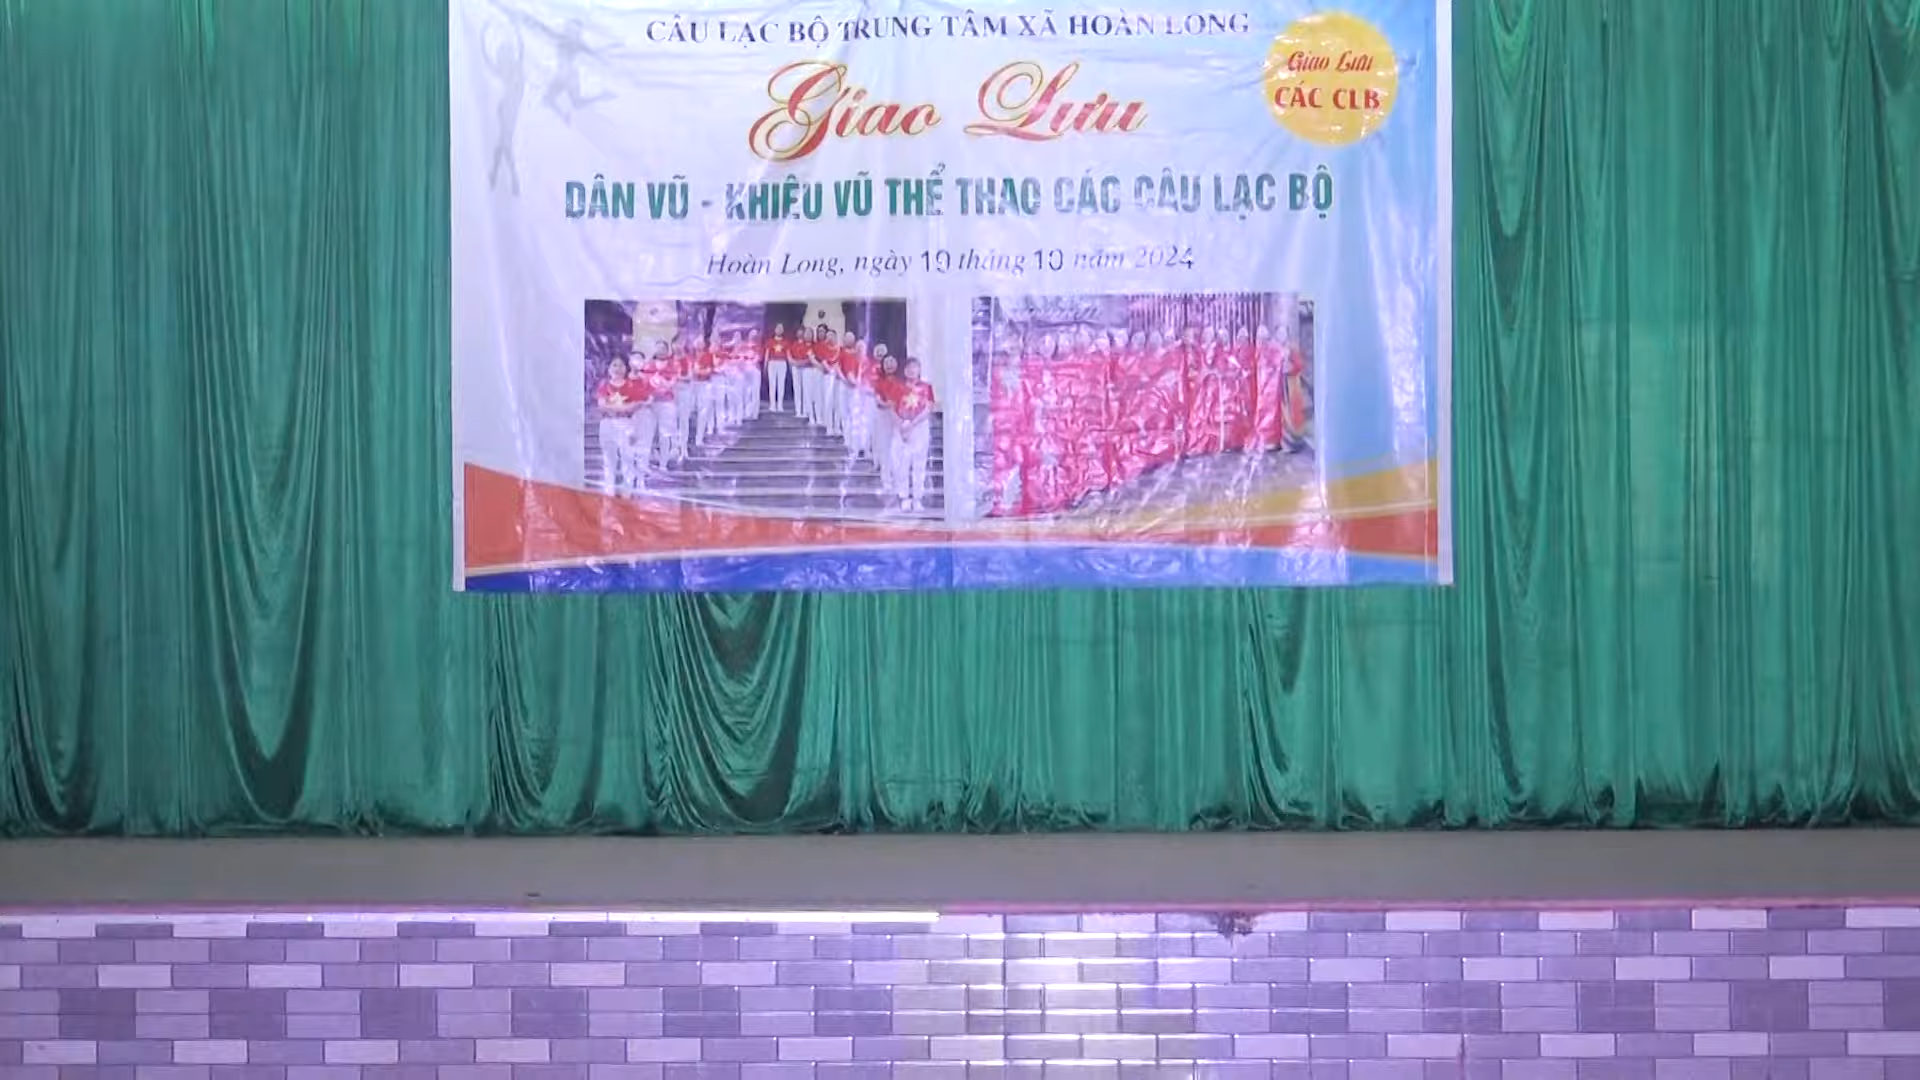 CÂU LẠC BỘ TRUNG TÂM XÃ HOÀN LONG
Giao Lưu
CÁC CLB
Giao Lưu
DÂN VŨ - KHIÊU VŨ THỂ THAO CÁC CÂU LẠC BỘ
Hoàn Long, ngày 19 tháng 10 năm 2024